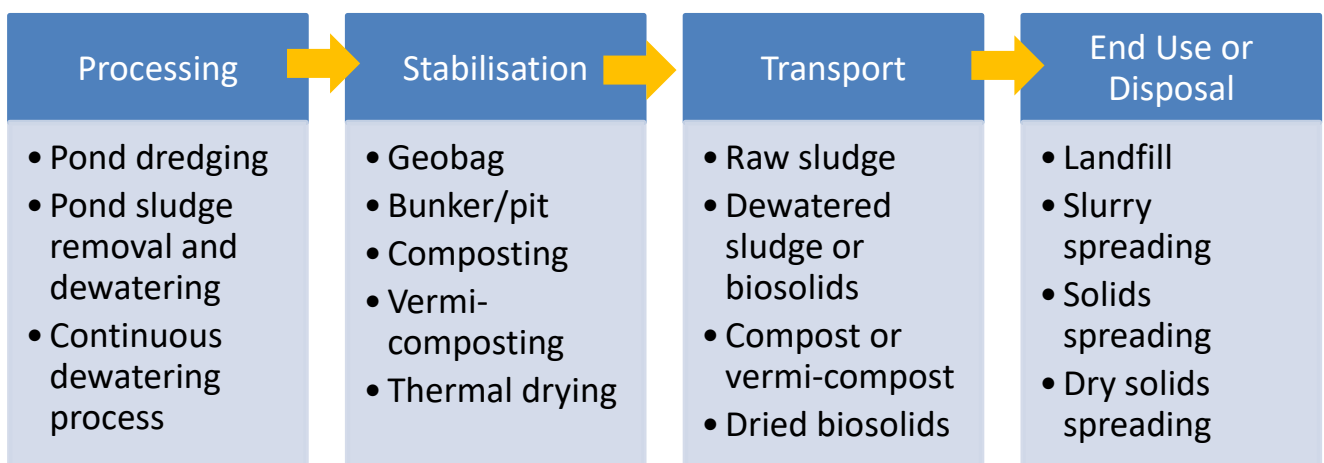 Processing
• Pond dredging
• Pond sludge
removal and
dewatering
• Continuous
dewatering
process
Stabilisation
• Geobag
• Bunker/pit
• Composting
• Vermi-
composting
• Thermal drying
Transport
• Raw sludge
• Dewatered
sludge or
biosolids
• Compost or
vermi-compost
• Dried biosolids
End Use or
Disposal
• Landfill
• Slurry
spreading
• Solids
spreading
• Dry solids
spreading